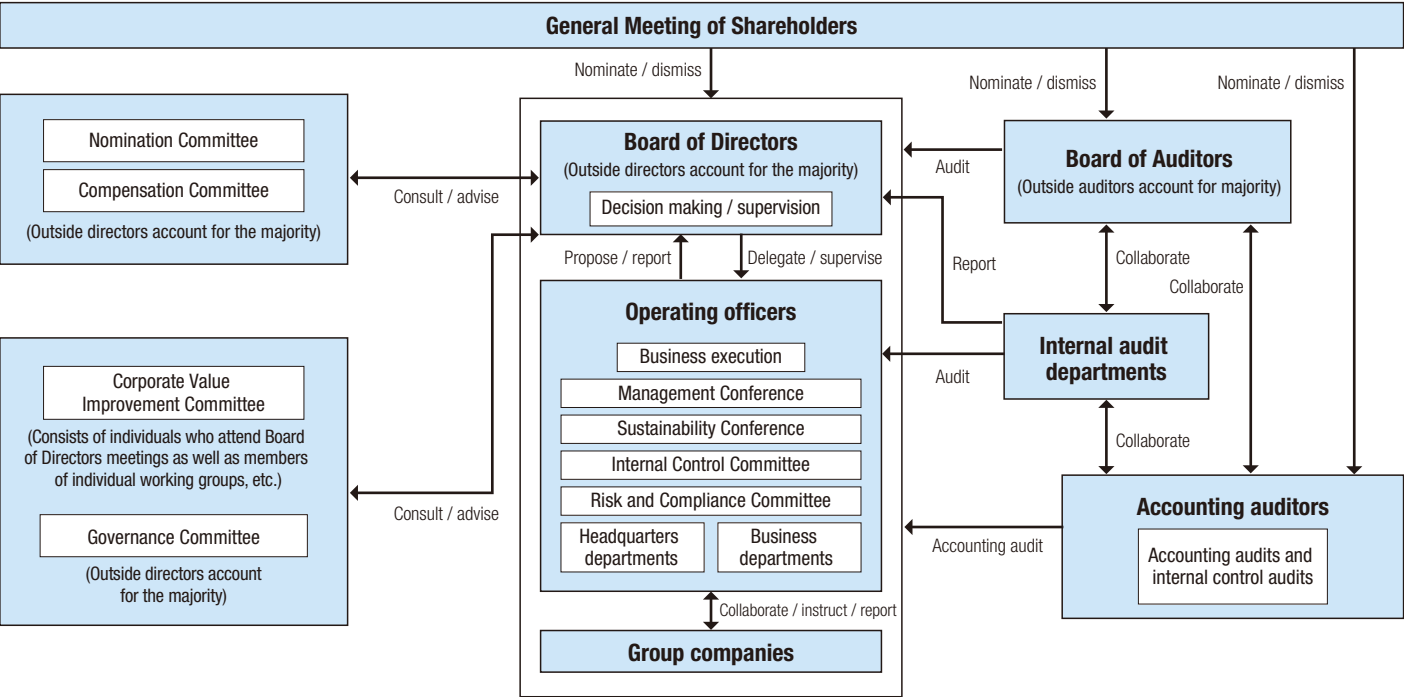 General Meeting of Shareholders
Nominate / dismiss
Nominate / dismiss
Nominate / dismiss
Nomination Committee
Compensation Committee
(Outside directors account for the majority)
Consult / advise
Board of Directors
(Outside directors account for the majority)
Decision making / supervision
Audit
Board of Auditors
(Outside auditors account for majority)
Propose / report
Delegate / supervise
Report
Collaborate
Collaborate
Operating officers
Business execution
Management Conference
Sustainability Conference
Internal Control Committee
Risk and Compliance Committee
Headquarters
departments
Business
departments
Audit
Internal audit
departments
Collaborate
Corporate Value
Improvement Committee
(Consists of individuals who attend Board
of Directors meetings as well as members
of individual working groups, etc.)
Governance Committee
(Outside directors account
for the majority)
Consult / advise
Accounting audit
Accounting auditors
Accounting audits and
internal control audits
Collaborate / instruct / report
Group companies